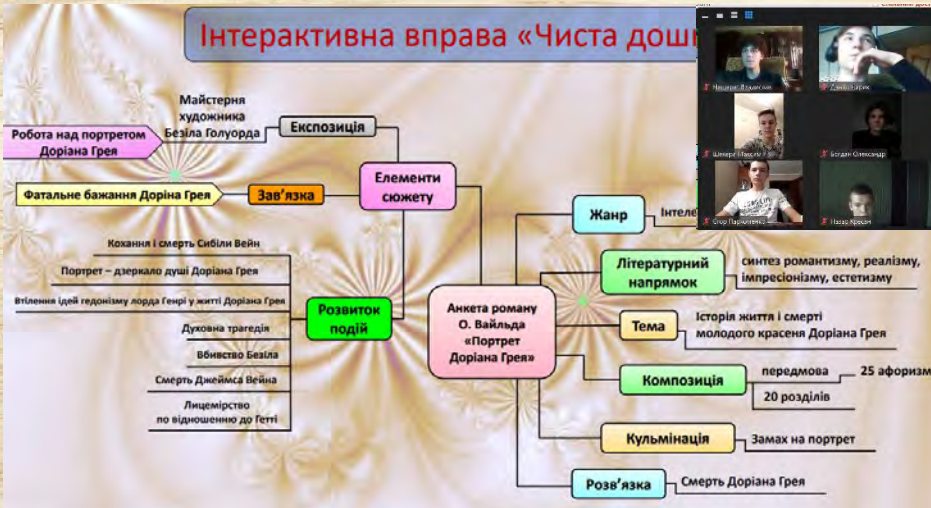 Інтерактивна вправа «Чиста дош
Майстерня
художника
Безіла Голуорда
Експозиція
Робота над портретом
Доріана Грея
Елементи
сюжету
Фатальне бажання Доріна Грея
Зав’язка
Кохання і смерть Сибіли Вейн
Портрет – дзеркало душі Доріана Грея
Втілення ідей гедонізму лорда Генрі у житті Доріана Грея
Духовна трагедія
Вбивство Безіла
Смерть Джеймса Вейна
Лицемірство
по відношенню до Гетті
Розвиток
подій
Анкета роману
О. Вайльда
«Портрет
Доріана Грея»
Жанр
Інтеле
Літературний
напрямок
синтез романтизму, реалізму,
імпресіонізму, естетизму
Тема
Історія життя і смерті
молодого красеня Доріана Грея
Композиція
передмова
25 афоризм
20 розділів
Кульмінація
Замах на портрет
Розв’язка
Смерть Доріана Грея
Богдан Олександр